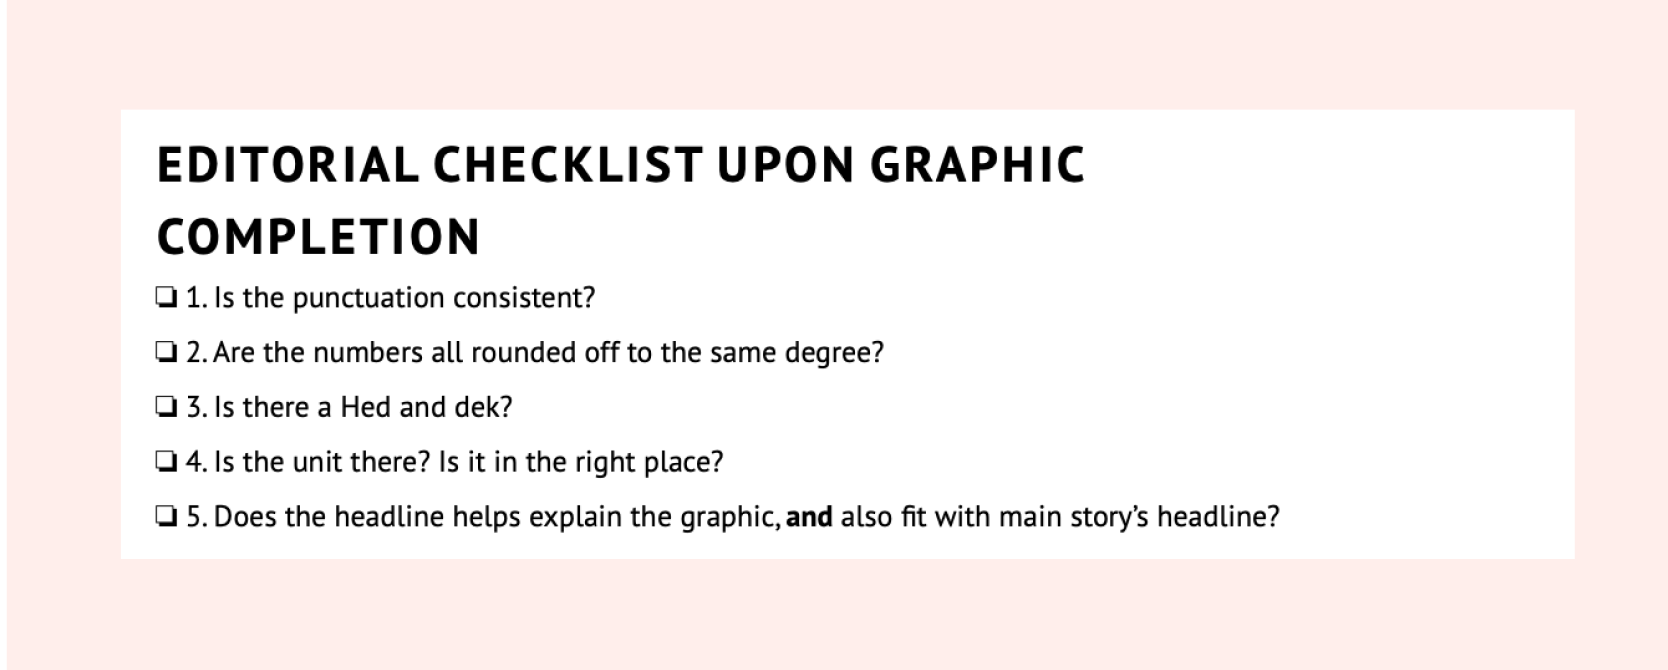 EDITORIAL CHECKLIST UPON GRAPHIC
COMPLETION
❏ 1. Is the punctuation consistent?
❏ 2. Are the numbers all rounded off to the same degree?
❏ 3. Is there a Hed and dek?
❏ 4. Is the unit there? Is it in the right place?
❏ 5. Does the headline helps explain the graphic, and also fit with main story’s headline?